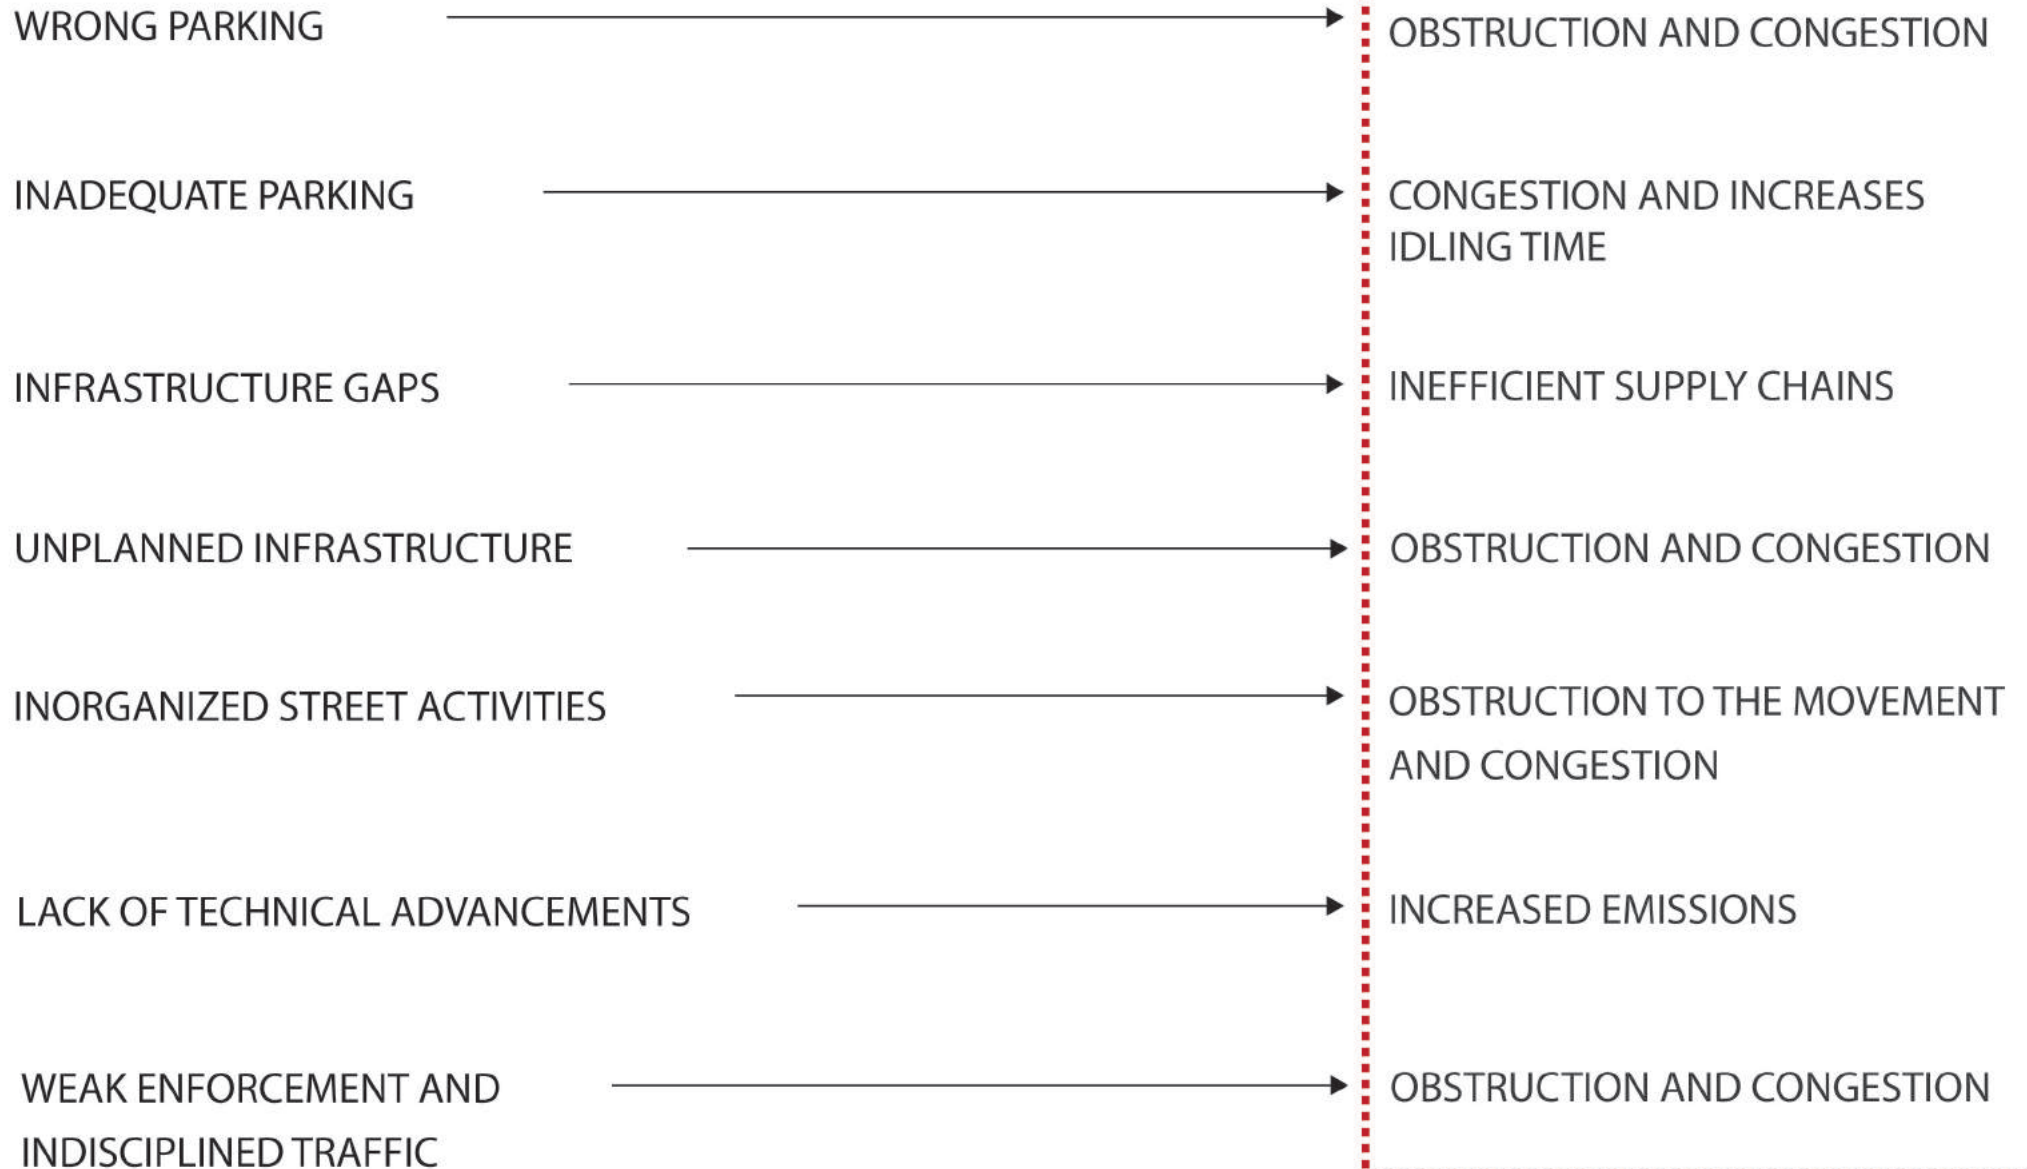 WRONG PARKING
OBSTRUCTION AND CONGESTION
INADEQUATE PARKING
CONGESTION AND INCREASES
IDLING TIME
INFRASTRUCTURE GAPS
INEFFICIENT SUPPLY CHAINS
UNPLANNED INFRASTRUCTURE
OBSTRUCTION AND CONGESTION
INORGANIZED STREET ACTIVITIES
OBSTRUCTION TO THE MOVEMENT
AND CONGESTION
LACK OF TECHNICAL ADVANCEMENTS
INCREASED EMISSIONS
WEAK ENFORCEMENT AND
INDISCIPLINED TRAFFIC
OBSTRUCTION AND CONGESTION